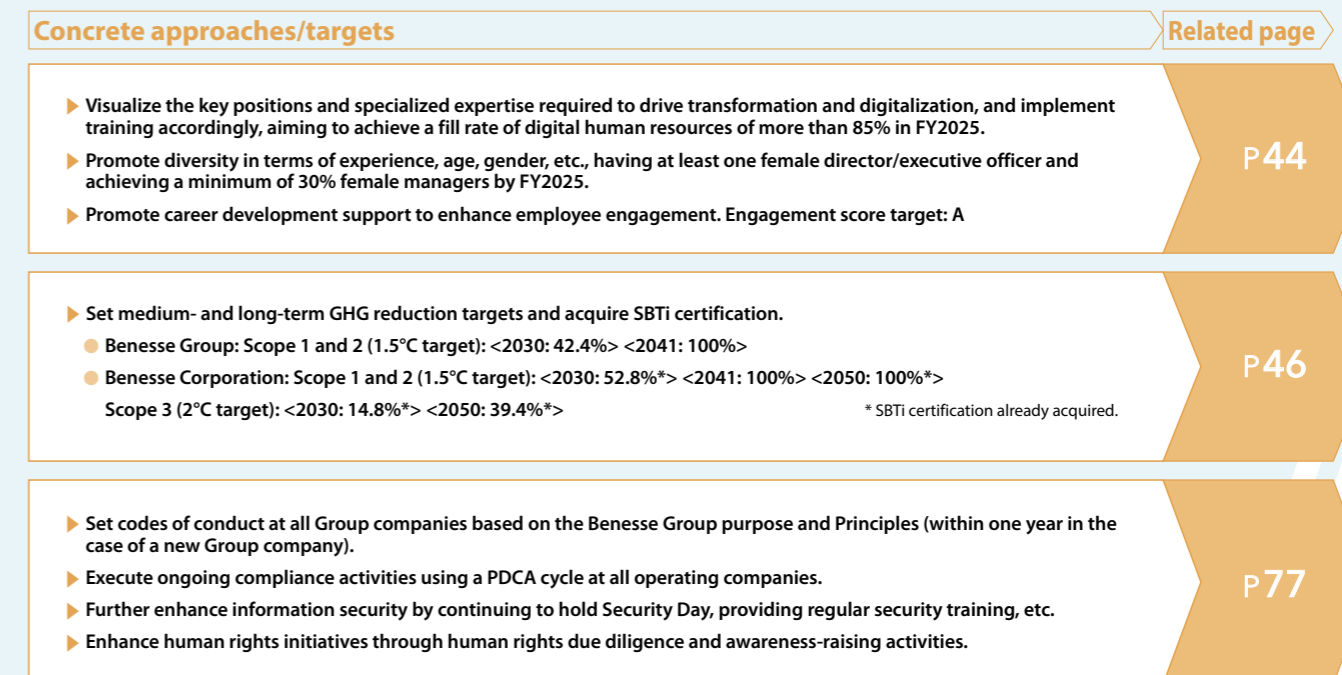 Concrete approaches/targets
Related page
Visualize the key positions and specialized expertise required to drive transformation and digitalization, and implement
training accordingly, aiming to achieve a fill rate of digital human resources of more than 85% in FY2025.
Promote diversity in terms of experience, age, gender, etc., having at least one female director/executive officer and
achieving a minimum of 30% female managers by FY2025.
Promote career development support to enhance employee engagement. Engagement score target: A
P44
Set medium- and long-term GHG reduction targets and acquire SBTi certification.
Benesse Group: Scope 1 and 2 (1.5°C target): <2030: 42.4%> <2041: 100%>
Benesse Corporation: Scope 1 and 2 (1.5°C target): <2030: 52.8%*> <2041: 100%> <2050: 100%*>
Scope 3 (2°C target): <2030: 14.8%*> <2050: 39.4%*>
* SBTi certification already acquired.
P46
Set codes of conduct at all Group companies based on the Benesse Group purpose and Principles (within one year in the
case of a new Group company).
Execute ongoing compliance activities using a PDCA cycle at all operating companies.
Further enhance information security by continuing to hold Security Day, providing regular security training, etc.
Enhance human rights initiatives through human rights due diligence and awareness-raising activities.
P77